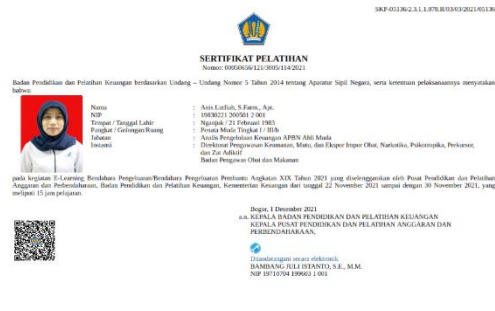 SKP-05136/2.3.1.1.078.B/03/03/2021/05136
SERTIFIKAT PELATIHAN
Badan Pendidikan dan Pelatihan Keuangan berdasarkan Undang – Undang Nomor 5 Tahun 2014 tentang Aparatur Sipil Negara, serta ketentuan pelaksanaannya menyatakan
bahwa:
Nama : Anis Lutfiah, S.Farm., Apt.
NIP : 19830221 200501 2 001
Tempat / Tanggal Lahir : Nganjuk / 21 Februari 1983
Pangkat / Golongan/Ruang : Penata Muda Tingkat I / III/b
Jabatan : Analis Pengelolaan Keuangan APBN Ahli Muda
Instansi : Direktorat Pengawasan Keamanan, Mutu, dan Ekspor Impor Obat, Narkotika, Psikotropika, Prekursor,
dan Zat Adiktif
Badan Pengawas Obat dan Makanan
pada kegiatan E-Learning Bendahara Pengeluaran/Bendahara Pengeluaran Pembantu Angkatan XIX Tahun 2021 yang diselenggarakan oleh Pusat Pendidikan dan Pelatihan
Anggaran dan Perbendaharaan, Badan Pendidikan dan Pelatihan Keuangan, Kementerian Keuangan dari tanggal 22 November 2021 sampai dengan 30 November 2021, yang
meliputi 15 jam pelajaran.
Bogor, 1 Desember 2021
a.n. KEPALA BADAN PENDIDIKAN DAN PELATIHAN KEUANGAN
KEPALA PUSAT PENDIDIKAN DAN PELATIHAN ANGGARAN DAN
PERBENDAHARAAN,
Ditandatangani secara elektronik
BAMBANG JULI ISTANTO, S.E., M.M.
NIP 19710704 199603 1 001